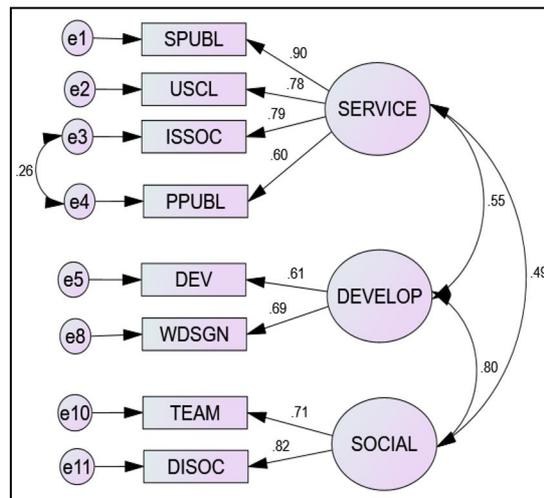 e1
SPUBL
.90
e2
USCL
.78
SERVICE
e3
ISSOC
.79
.26
.60
e4
PPUBL
.55
.49
e5
DEV
.61
DEVELOP
e8
WDSGN
.69
.80
e10
TEAM
.71
SOCIAL
e11
DISOC
.82